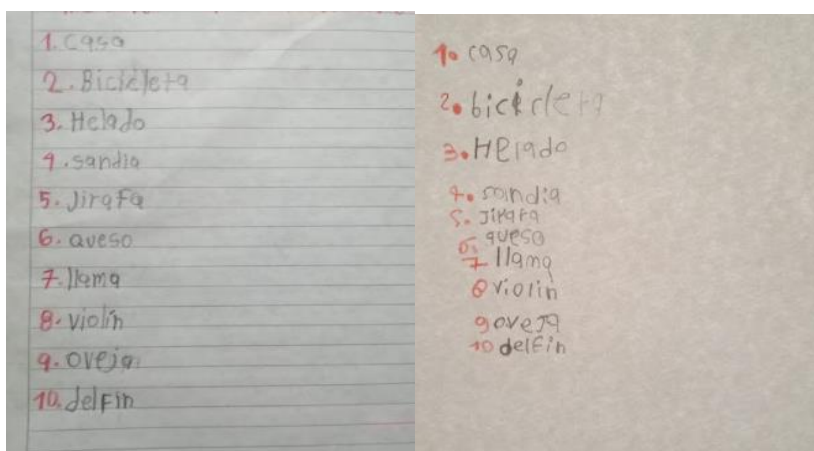 1. Casa
2. Bicicleta
3. Helado
4. sandia
5. Jirafa
6. queso
7. llama
8. violin
9. oveja
10. delfin
1. casa
2. bicicleta
3. HElado
4. sandia
5. Jirafa
6. queso
7 llama
8 violin
9 oveja
10 delfin